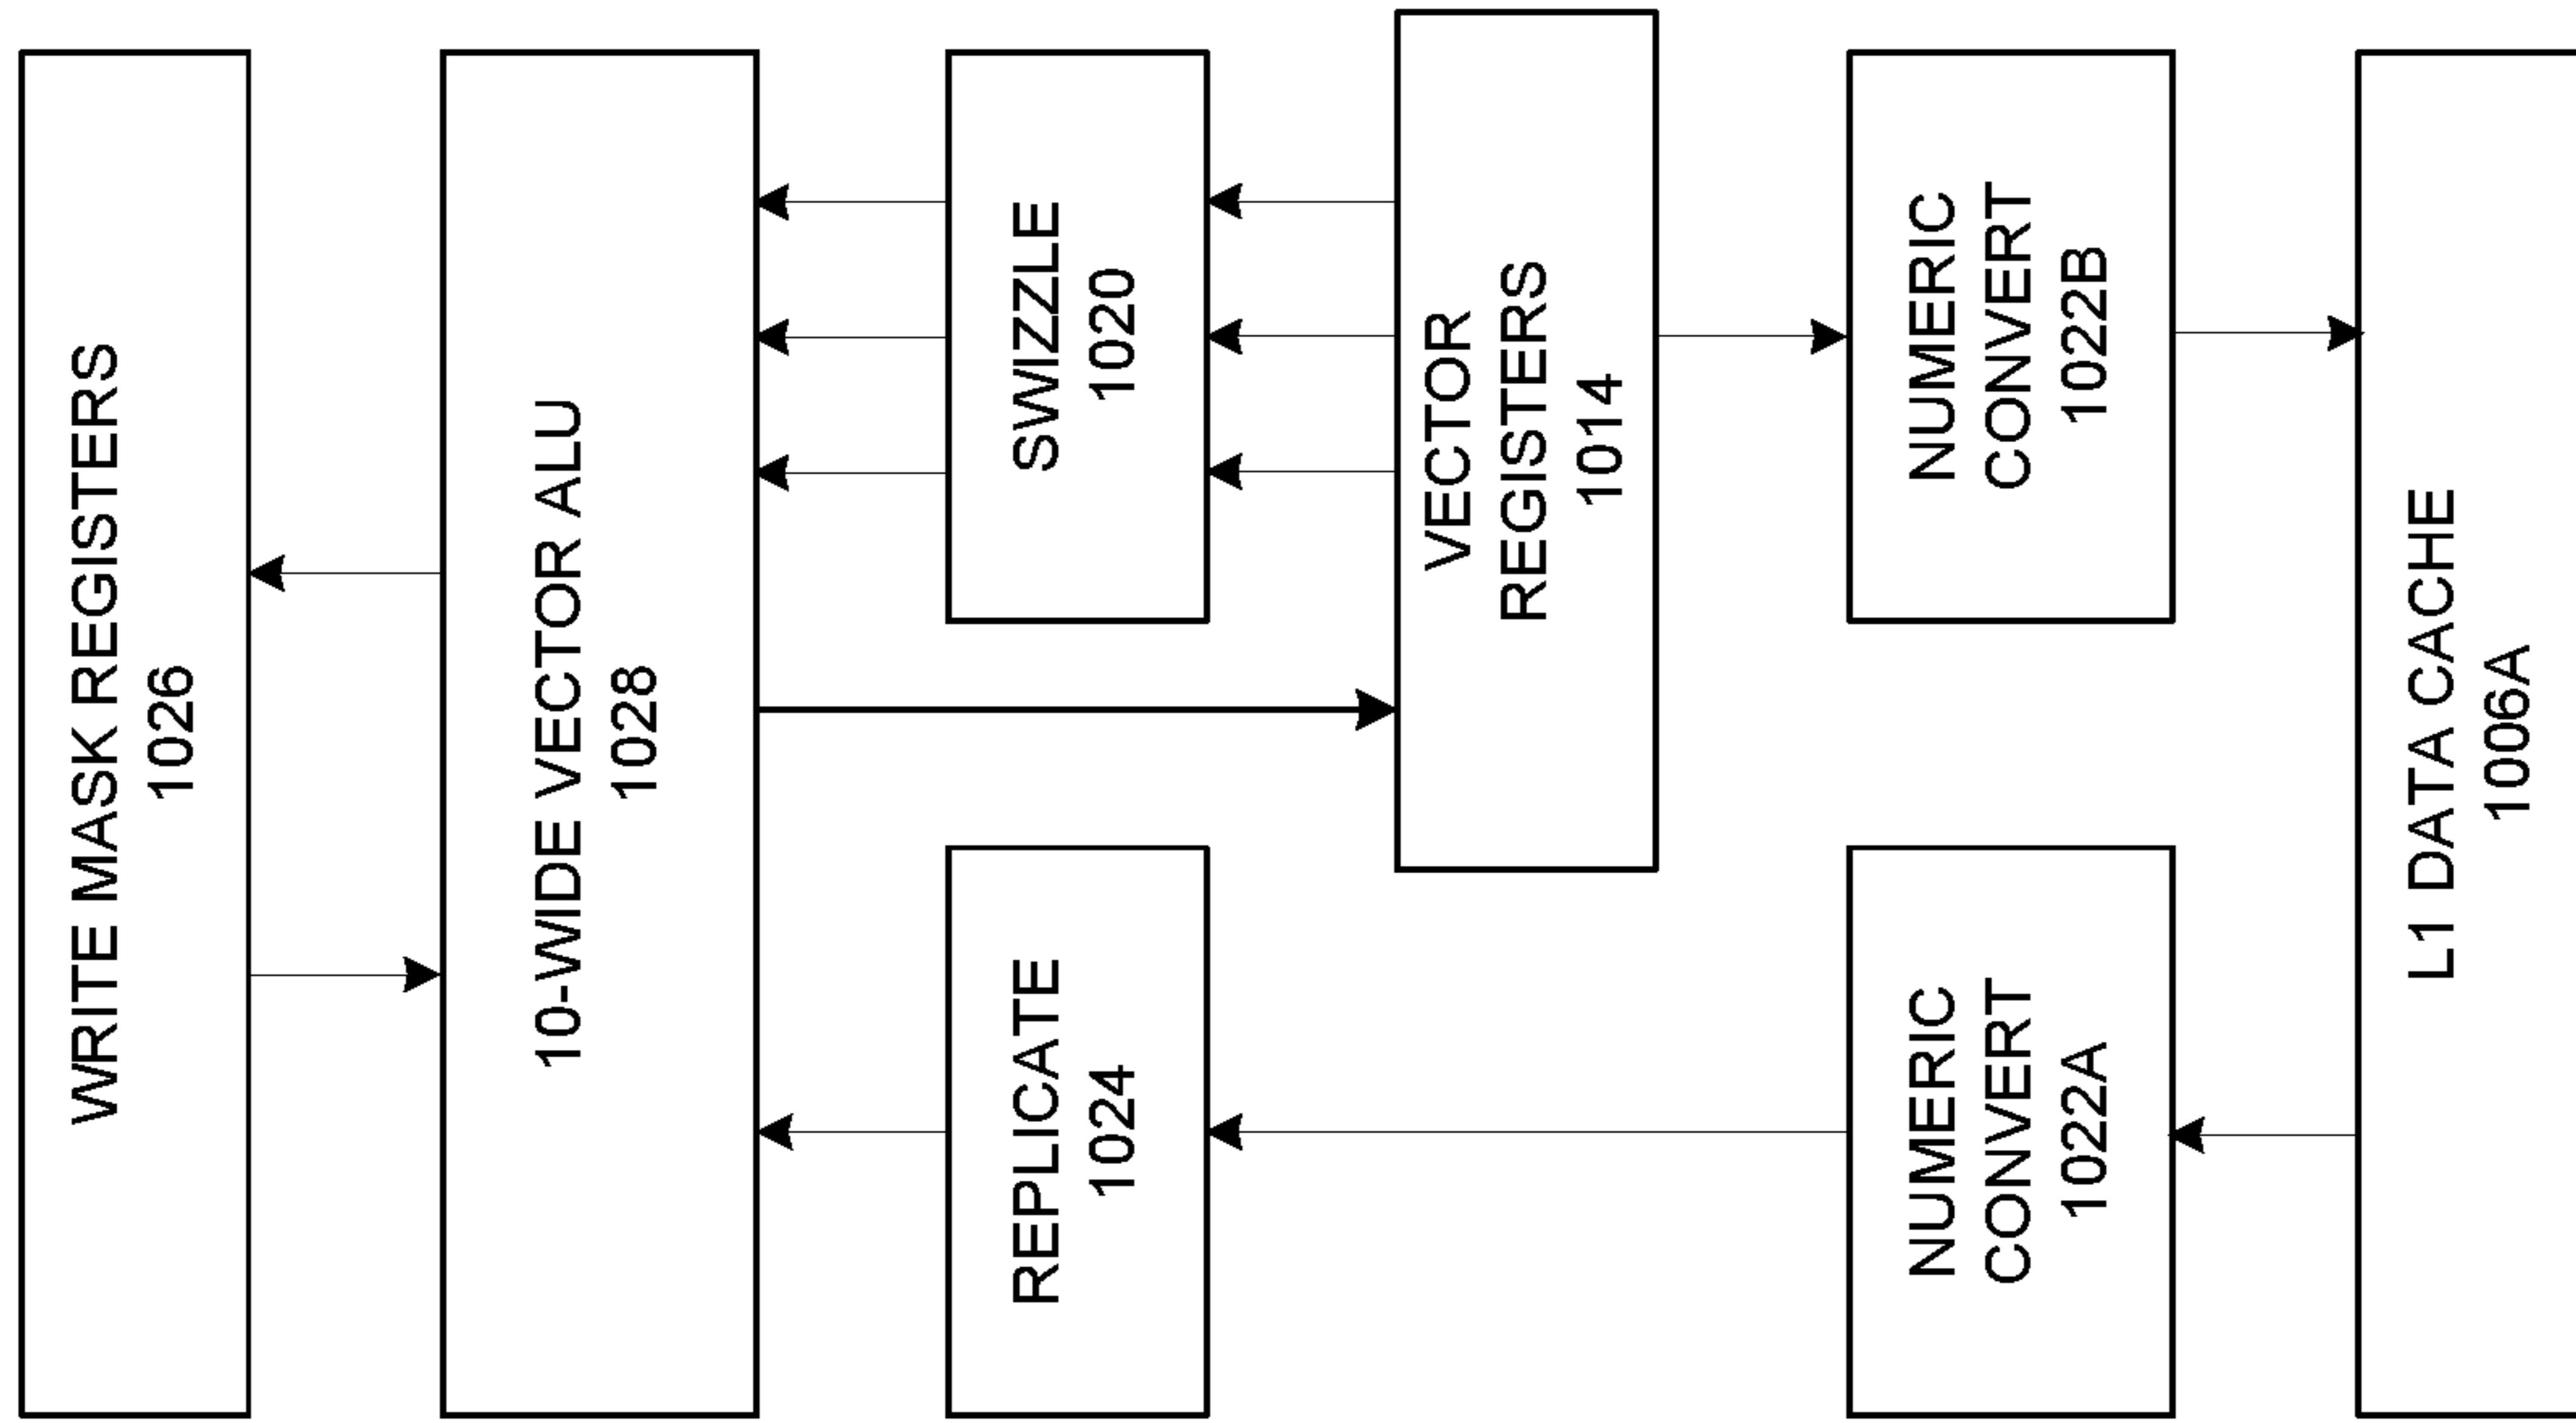 WRITE MASK REGISTERS
1026
10-WIDE VECTOR ALU
1028
REPLICATE
1024
SWIZZLE
1020
VECTOR
REGISTERS
1014
NUMERIC
CONVERT
1022A
NUMERIC
CONVERT
1022B
L1 DATA CACHE
1006A